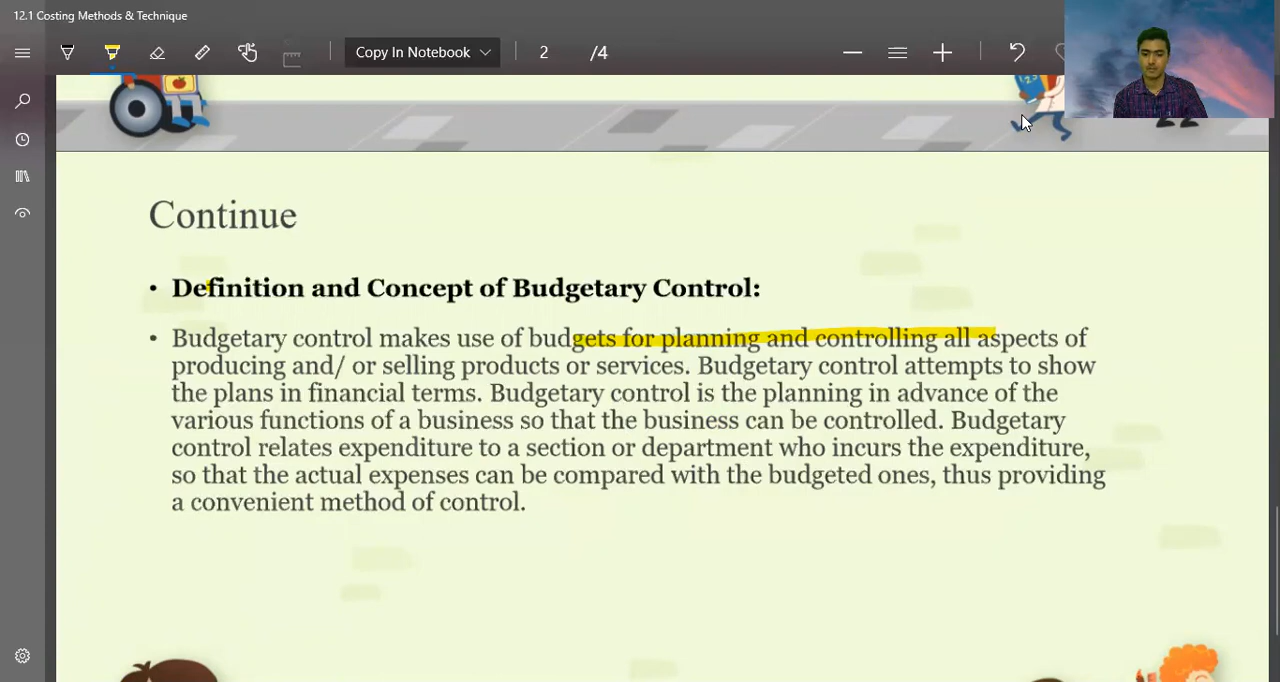 12.1 Costing Methods & Technique
Copy In Notebook 2 /4
Continue
• Definition and Concept of Budgetary Control:
• Budgetary control makes use of budgets for planning and controlling all aspects of
producing and/ or selling products or services. Budgetary control attempts to show
the plans in financial terms. Budgetary control is the planning in advance of the
various functions of a business so that the business can be controlled. Budgetary
control relates expenditure to a section or department who incurs the expenditure,
so that the actual expenses can be compared with the budgeted ones, thus providing
a convenient method of control.